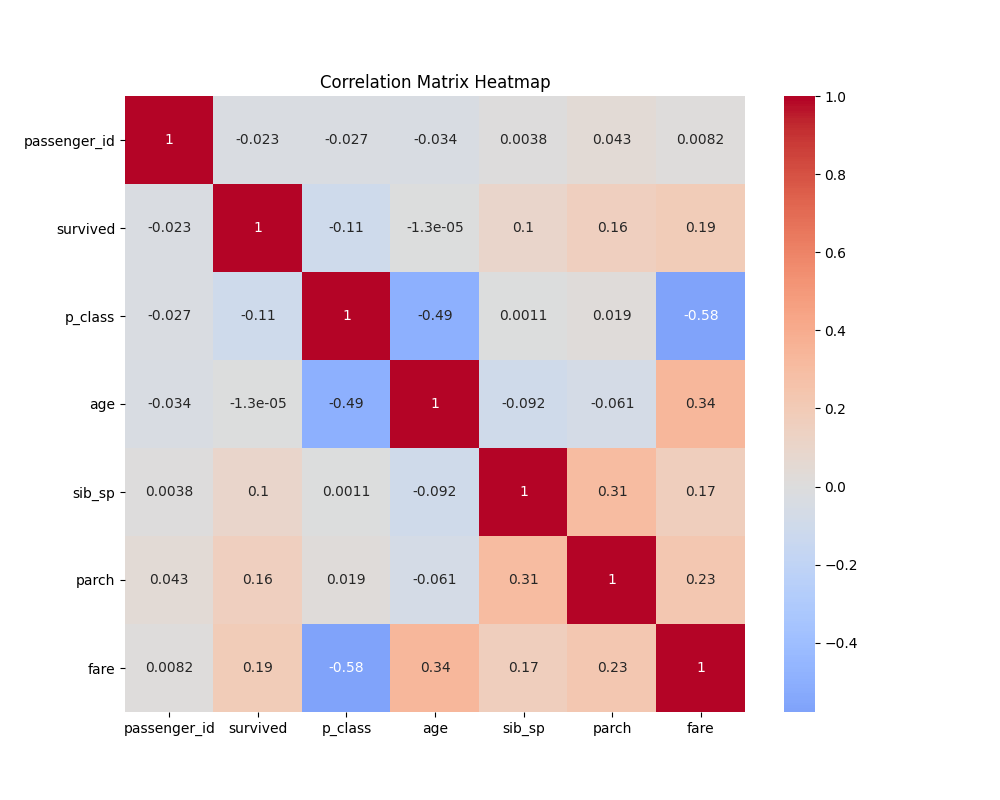 Correlation Matrix Heatmap
passenger_id 1 -0.023 -0.027 -0.034 0.0038 0.043 0.0082
survived -0.023 1 -0.11 -1.3e-05 0.1 0.16 0.19
p_class -0.027 -0.11 1 -0.49 0.0011 0.019 -0.58
age -0.034 -1.3e-05 -0.49 1 -0.092 -0.061 0.34
sib_sp 0.0038 0.1 0.0011 -0.092 1 0.31 0.17
parch 0.043 0.16 0.019 -0.061 0.31 1 0.23
fare 0.0082 0.19 -0.58 0.34 0.17 0.23 1
passenger_id survived p_class age sib_sp parch fare
1.0
0.8
0.6
0.4
0.2
0.0
−0.2
−0.4